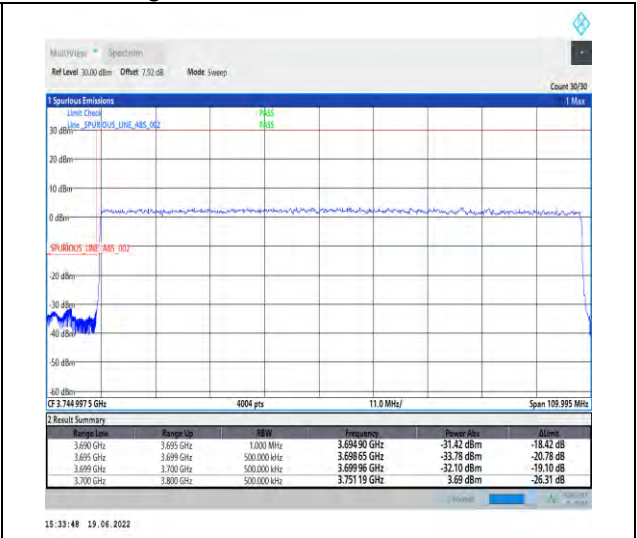 MultiView Spectrum
Ref Level 30.00 dBm Offset 7.92 dB Mode Sweep
Count 30/30
1 Spurious Emissions 1 Max
Limit Check PASS
Line _SPURIOUS_LINE_ABS_002 PASS
30 dBm
20 dBm
10 dBm
0 dBm
_SPURIOUS_LINE_ABS_002
-20 dBm
-30 dBm
-40 dBm
-50 dBm
-60 dBm
CF 3.744 997 5 GHz 4004 pts 11.0 MHz/ Span 109.995 MHz
2 Result Summary
Range Low Range Up RBW Frequency Power Abs ΔLimit
3.690 GHz 3.695 GHz 1.000 MHz 3.694 90 GHz -31.42 dBm -18.42 dB
3.695 GHz 3.699 GHz 500.000 kHz 3.698 65 GHz -33.78 dBm -20.78 dB
3.699 GHz 3.700 GHz 500.000 kHz 3.699 96 GHz -32.10 dBm -19.10 dB
3.700 GHz 3.800 GHz 500.000 kHz 3.751 19 GHz 3.69 dBm -26.31 dB
15:33:48 19.06.2022